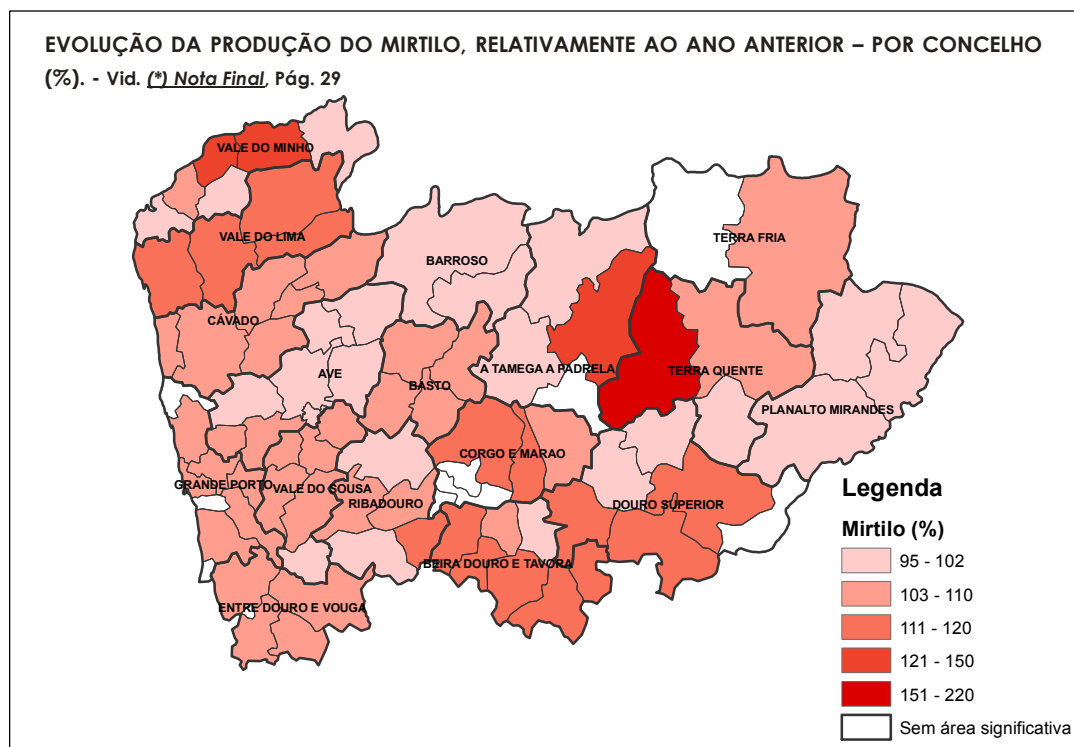 EVOLUÇÃO DA PRODUÇÃO DO MIRTILO, RELATIVAMENTE AO ANO ANTERIOR – POR CONCELHO
(%). - Vid. (*) Nota Final, Pág. 29
VALE DO MINHO
VALE DO LIMA
TERRA FRIA
BARROSO
CÁVADO
AVE
BASTO
A TAMEGA A PADRELA
TERRA QUENTE
PLANALTO MIRANDES
CORGO E MARAO
GRANDE PORTO
VALE DO SOUSA
RIBADOURO
DOURO SUPERIOR
BEIRA DOURO E TAVORA
ENTRE DOURO E VOUGA
Legenda
Mirtilo (%)
95 - 102
103 - 110
111 - 120
121 - 150
151 - 220
Sem área significativa